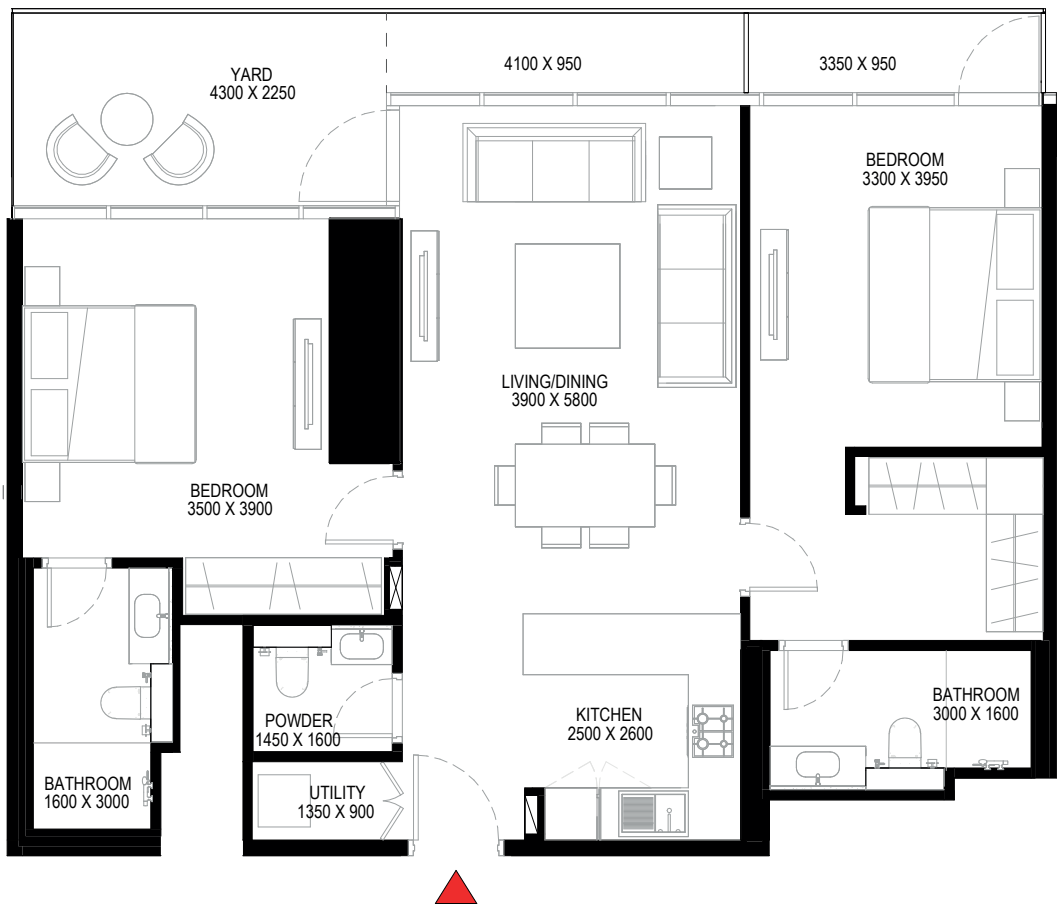 YARD
4300 X 2250
4100 X 950
3350 X 950
BEDROOM
3300 X 3950
LIVING/DINING
3900 X 5800
BEDROOM
3500 X 3900
POWDER
1450 X 1600
KITCHEN
2500 X 2600
BATHROOM
3000 X 1600
BATHROOM
1600 X 3000
UTILITY
1350 X 900